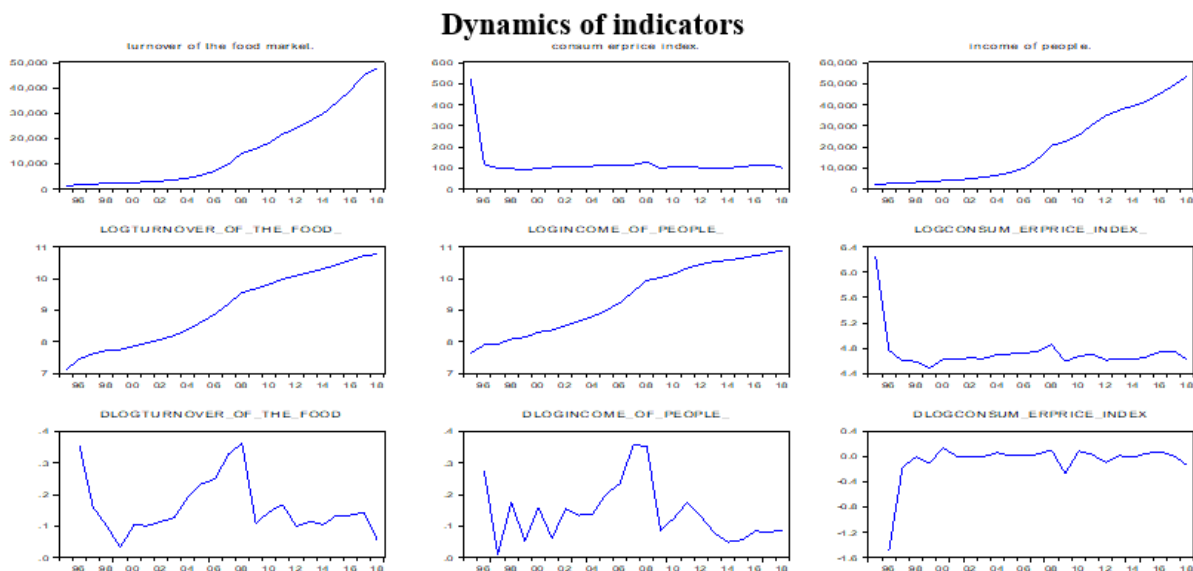 Dynamics of indicators
turnover of the food market. consum erprice index. income of people.
50,000 600 60,000
40,000 500 50,000
30,000 400 40,000
20,000 300 30,000
10,000 200 20,000
100 10,000
0 0 0
96 98 00 02 04 06 08 10 12 14 16 18 96 98 00 02 04 06 08 10 12 14 16 18 96 98 00 02 04 06 08 10 12 14 16 18
LOGTURNOVER_OF_THE_FOOD_ LOGINCOME_OF_PEOPLE_ LOGCONSUM_ERPRICE_INDEX_
11 11 6.4
10 10 6.0
9 9 5.6
8 8 5.2
7 7 4.8
4.4
96 98 00 02 04 06 08 10 12 14 16 18 96 98 00 02 04 06 08 10 12 14 16 18 96 98 00 02 04 06 08 10 12 14 16 18
DLOGTURNOVER_OF_THE_FOOD DLOGINCOME_OF_PEOPLE_ DLOGCONSUM_ERPRICE_INDEX
.4 .4 0.4
.3 .3 0.0
.2 .2 -0.4
.1 .1 -0.8
.0 .0 -1.2
-1.6
96 98 00 02 04 06 08 10 12 14 16 18 96 98 00 02 04 06 08 10 12 14 16 18 96 98 00 02 04 06 08 10 12 14 16 18